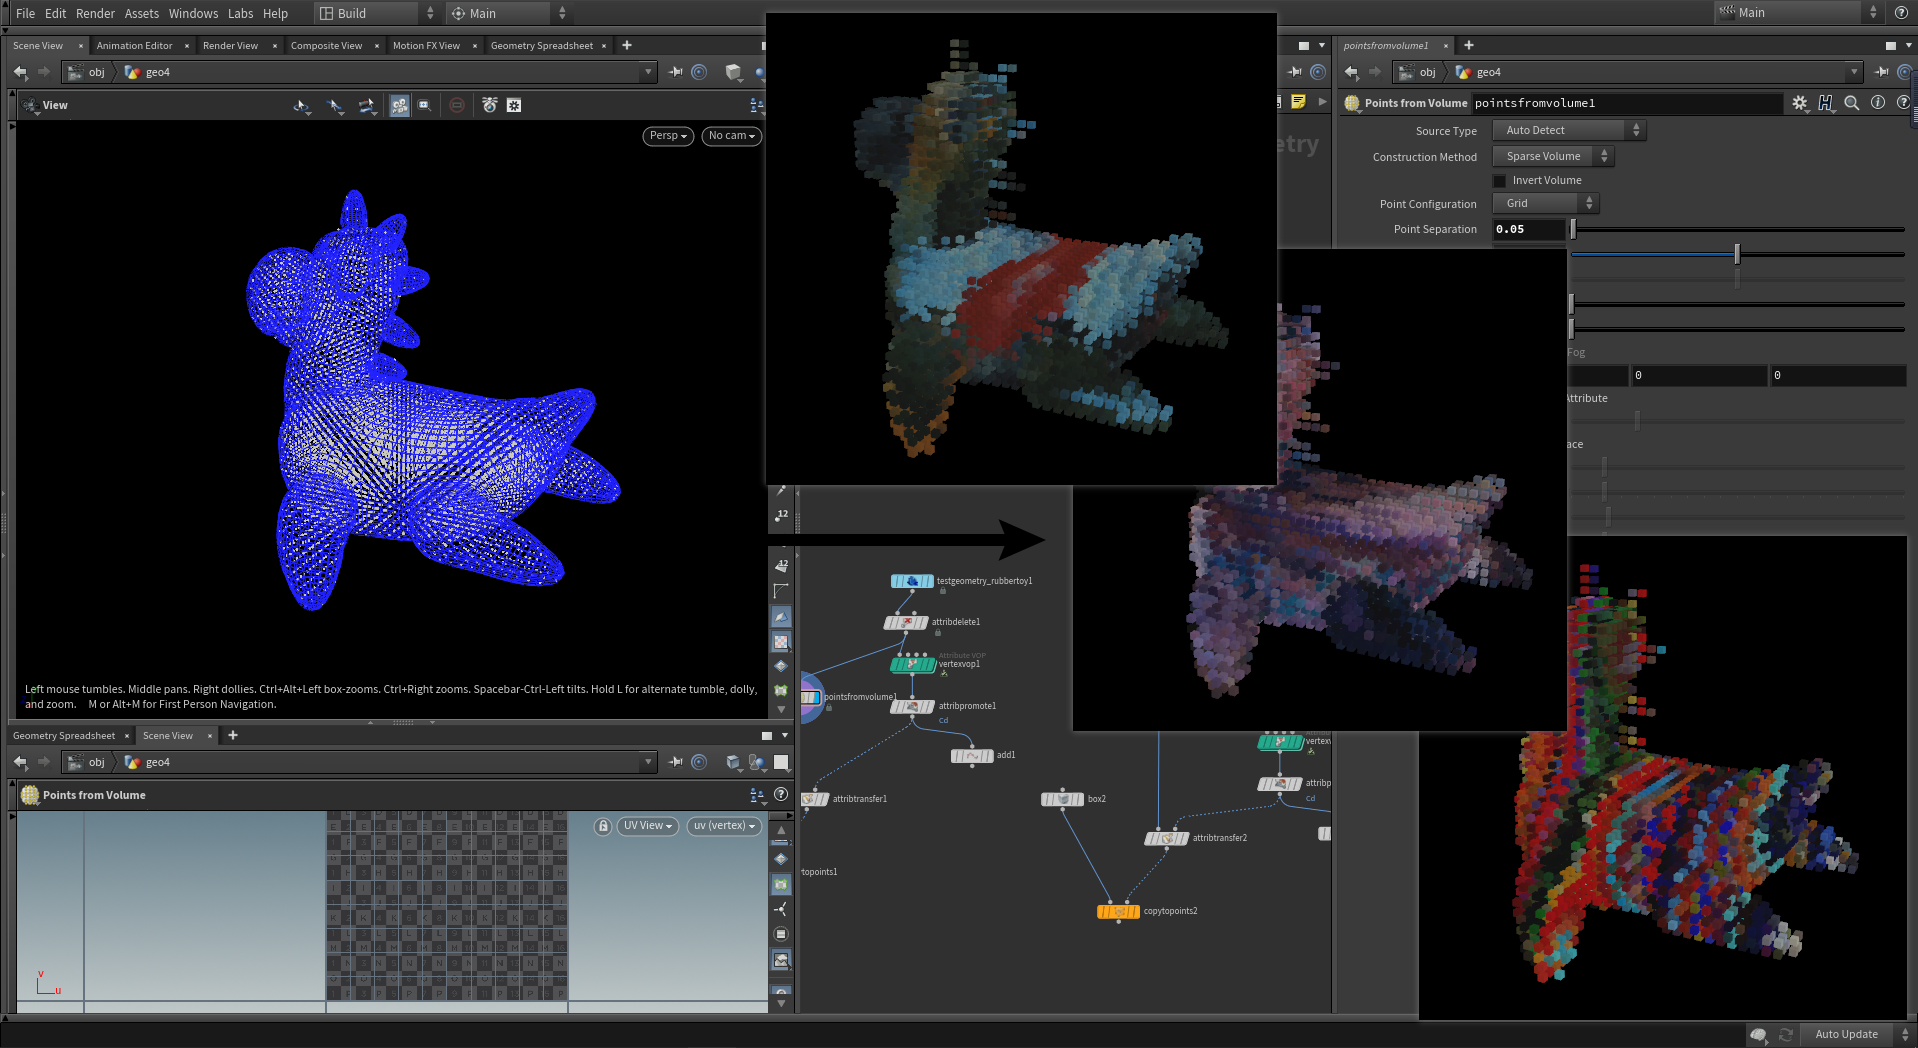 File Edit Render Assets Windows Labs Help Build Main Main
Scene View Animation Editor Render View Composite View Motion FX View Geometry Spreadsheet
obj geo4
View
Persp No cam
Left mouse tumbles. Middle pans. Right dollies. Ctrl+Alt+Left box-zooms. Ctrl+Right zooms. Spacebar-Ctrl-Left tilts. Hold L for alternate tumble, dolly,
and zoom. M or Alt+M for First Person Navigation.
Geometry Spreadsheet Scene View
obj geo4
Points from Volume
UV View uv (vertex)
v
u
etry
12
12
testgeometry_rubbertoy1
attribdelete1
Attribute VOP
vertexvop1
pointsfromvolume1
attribpromote1
Cd
add1
attribtransfer1
topoints1
box2
vertexv
attribp
Cd
attribtransfer2
copytopoints2
pointsfromvolume1
obj geo4
Points from Volume pointsfromvolume1
Source Type Auto Detect
Construction Method Sparse Volume
Invert Volume
Point Configuration Grid
Point Separation 0.05
Fog
0 0
Attribute
ace
Auto Update